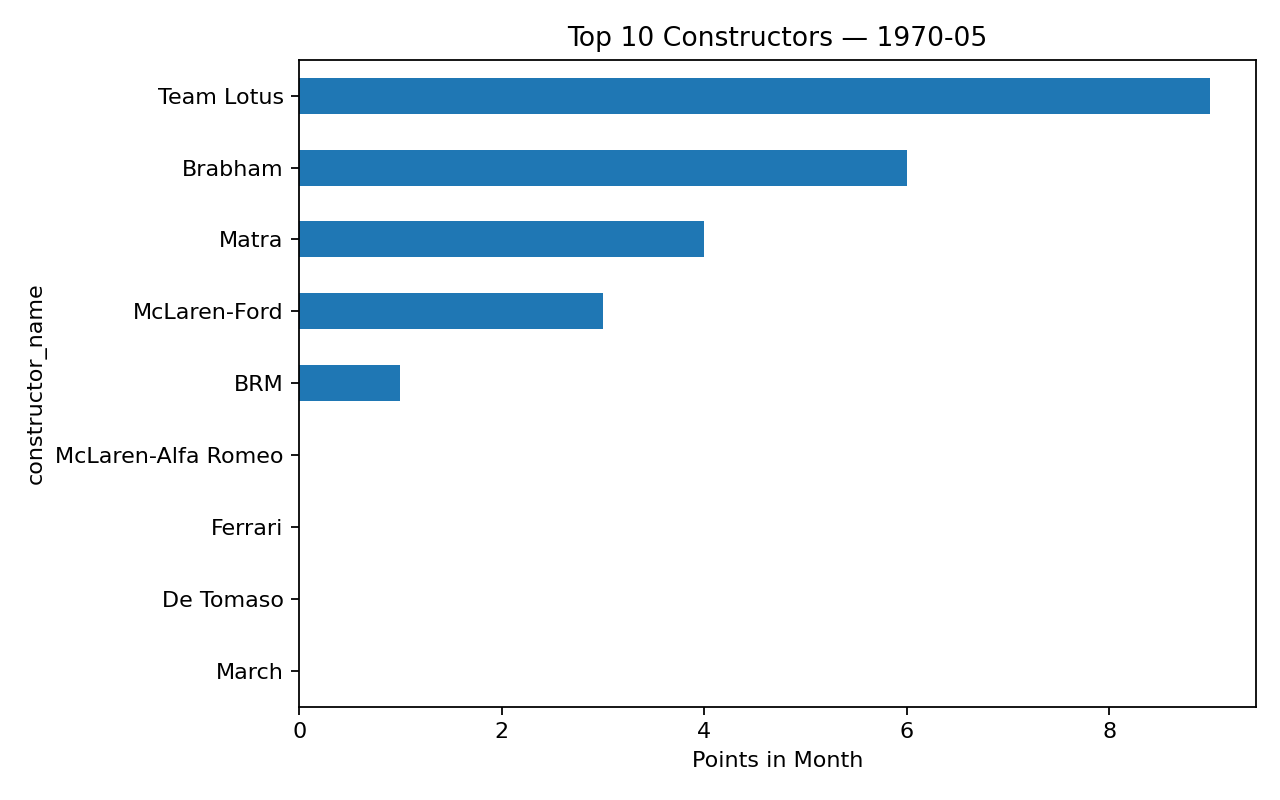 Top 10 Constructors — 1970-05
constructor_name
Team Lotus
Brabham
Matra
McLaren-Ford
BRM
McLaren-Alfa Romeo
Ferrari
De Tomaso
March
0 2 4 6 8
Points in Month